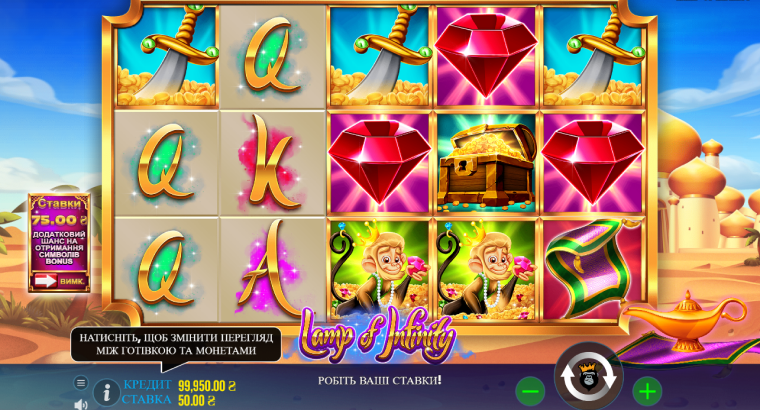 Q
Q
K
Q
A
Ставки
75.00 ₴
ДОДАТКОВИЙ
ШАНС НА
ОТРИМАННЯ
СИМВОЛІВ
BONUS
ВИМК.
Lamp of Infinity
НАТИСНІТЬ, ЩОБ ЗМІНИТИ ПЕРЕГЛЯД
МІЖ ГОТІВКОЮ ТА МОНЕТАМИ
КРЕДИТ 99,950.00 ₴
СТАВКА 50.00 ₴
РОБІТЬ ВАШІ СТАВКИ!